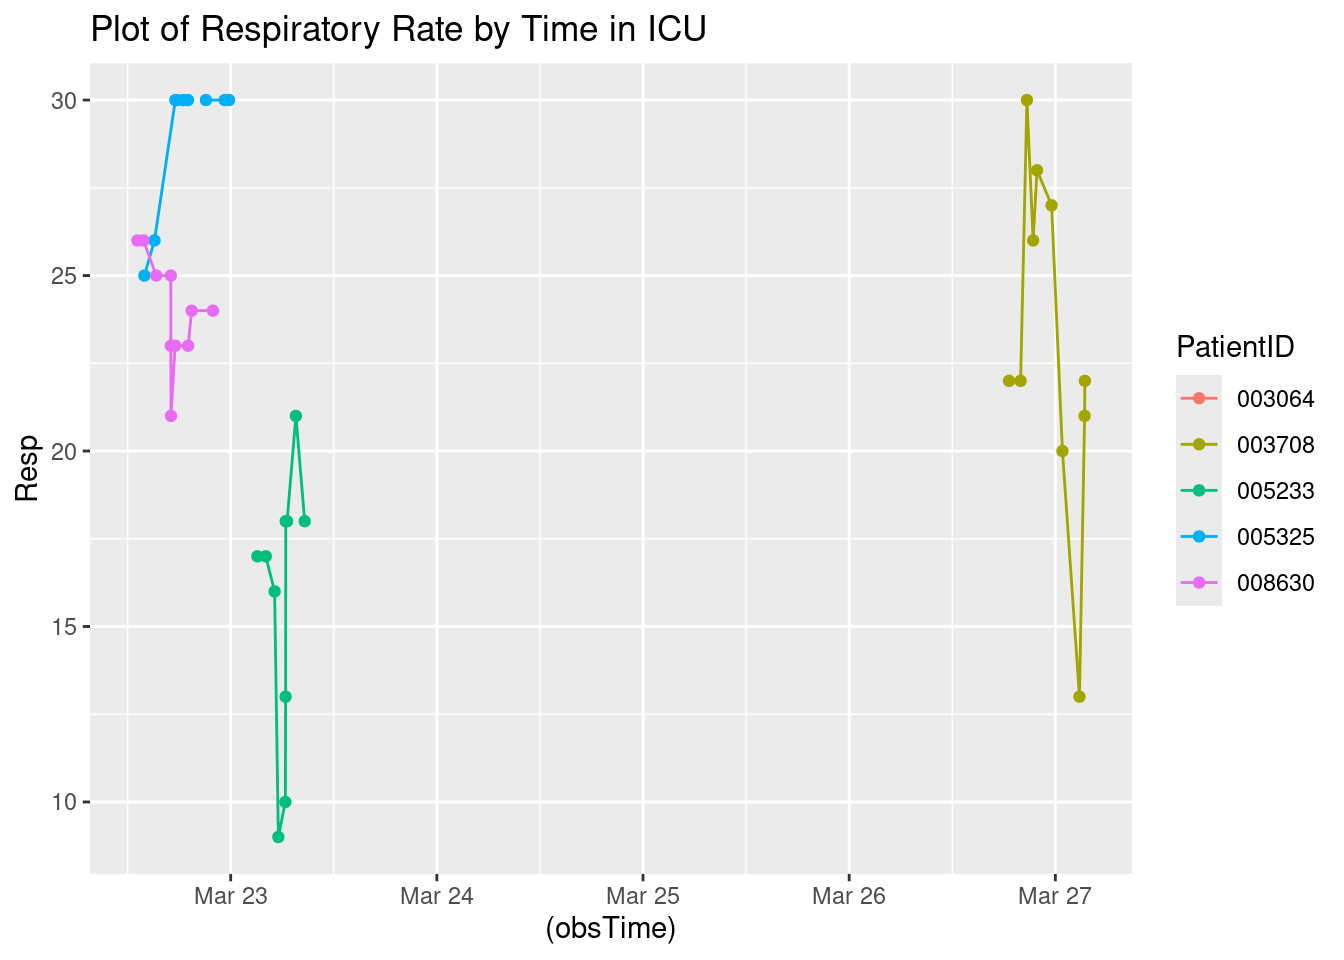 Plot of Respiratory Rate by Time in ICU
30
25
20
15
10
Resp
Mar 23
Mar 24
Mar 25
Mar 26
Mar 27
(obsTime)
PatientID
003064
003708
005233
005325
008630